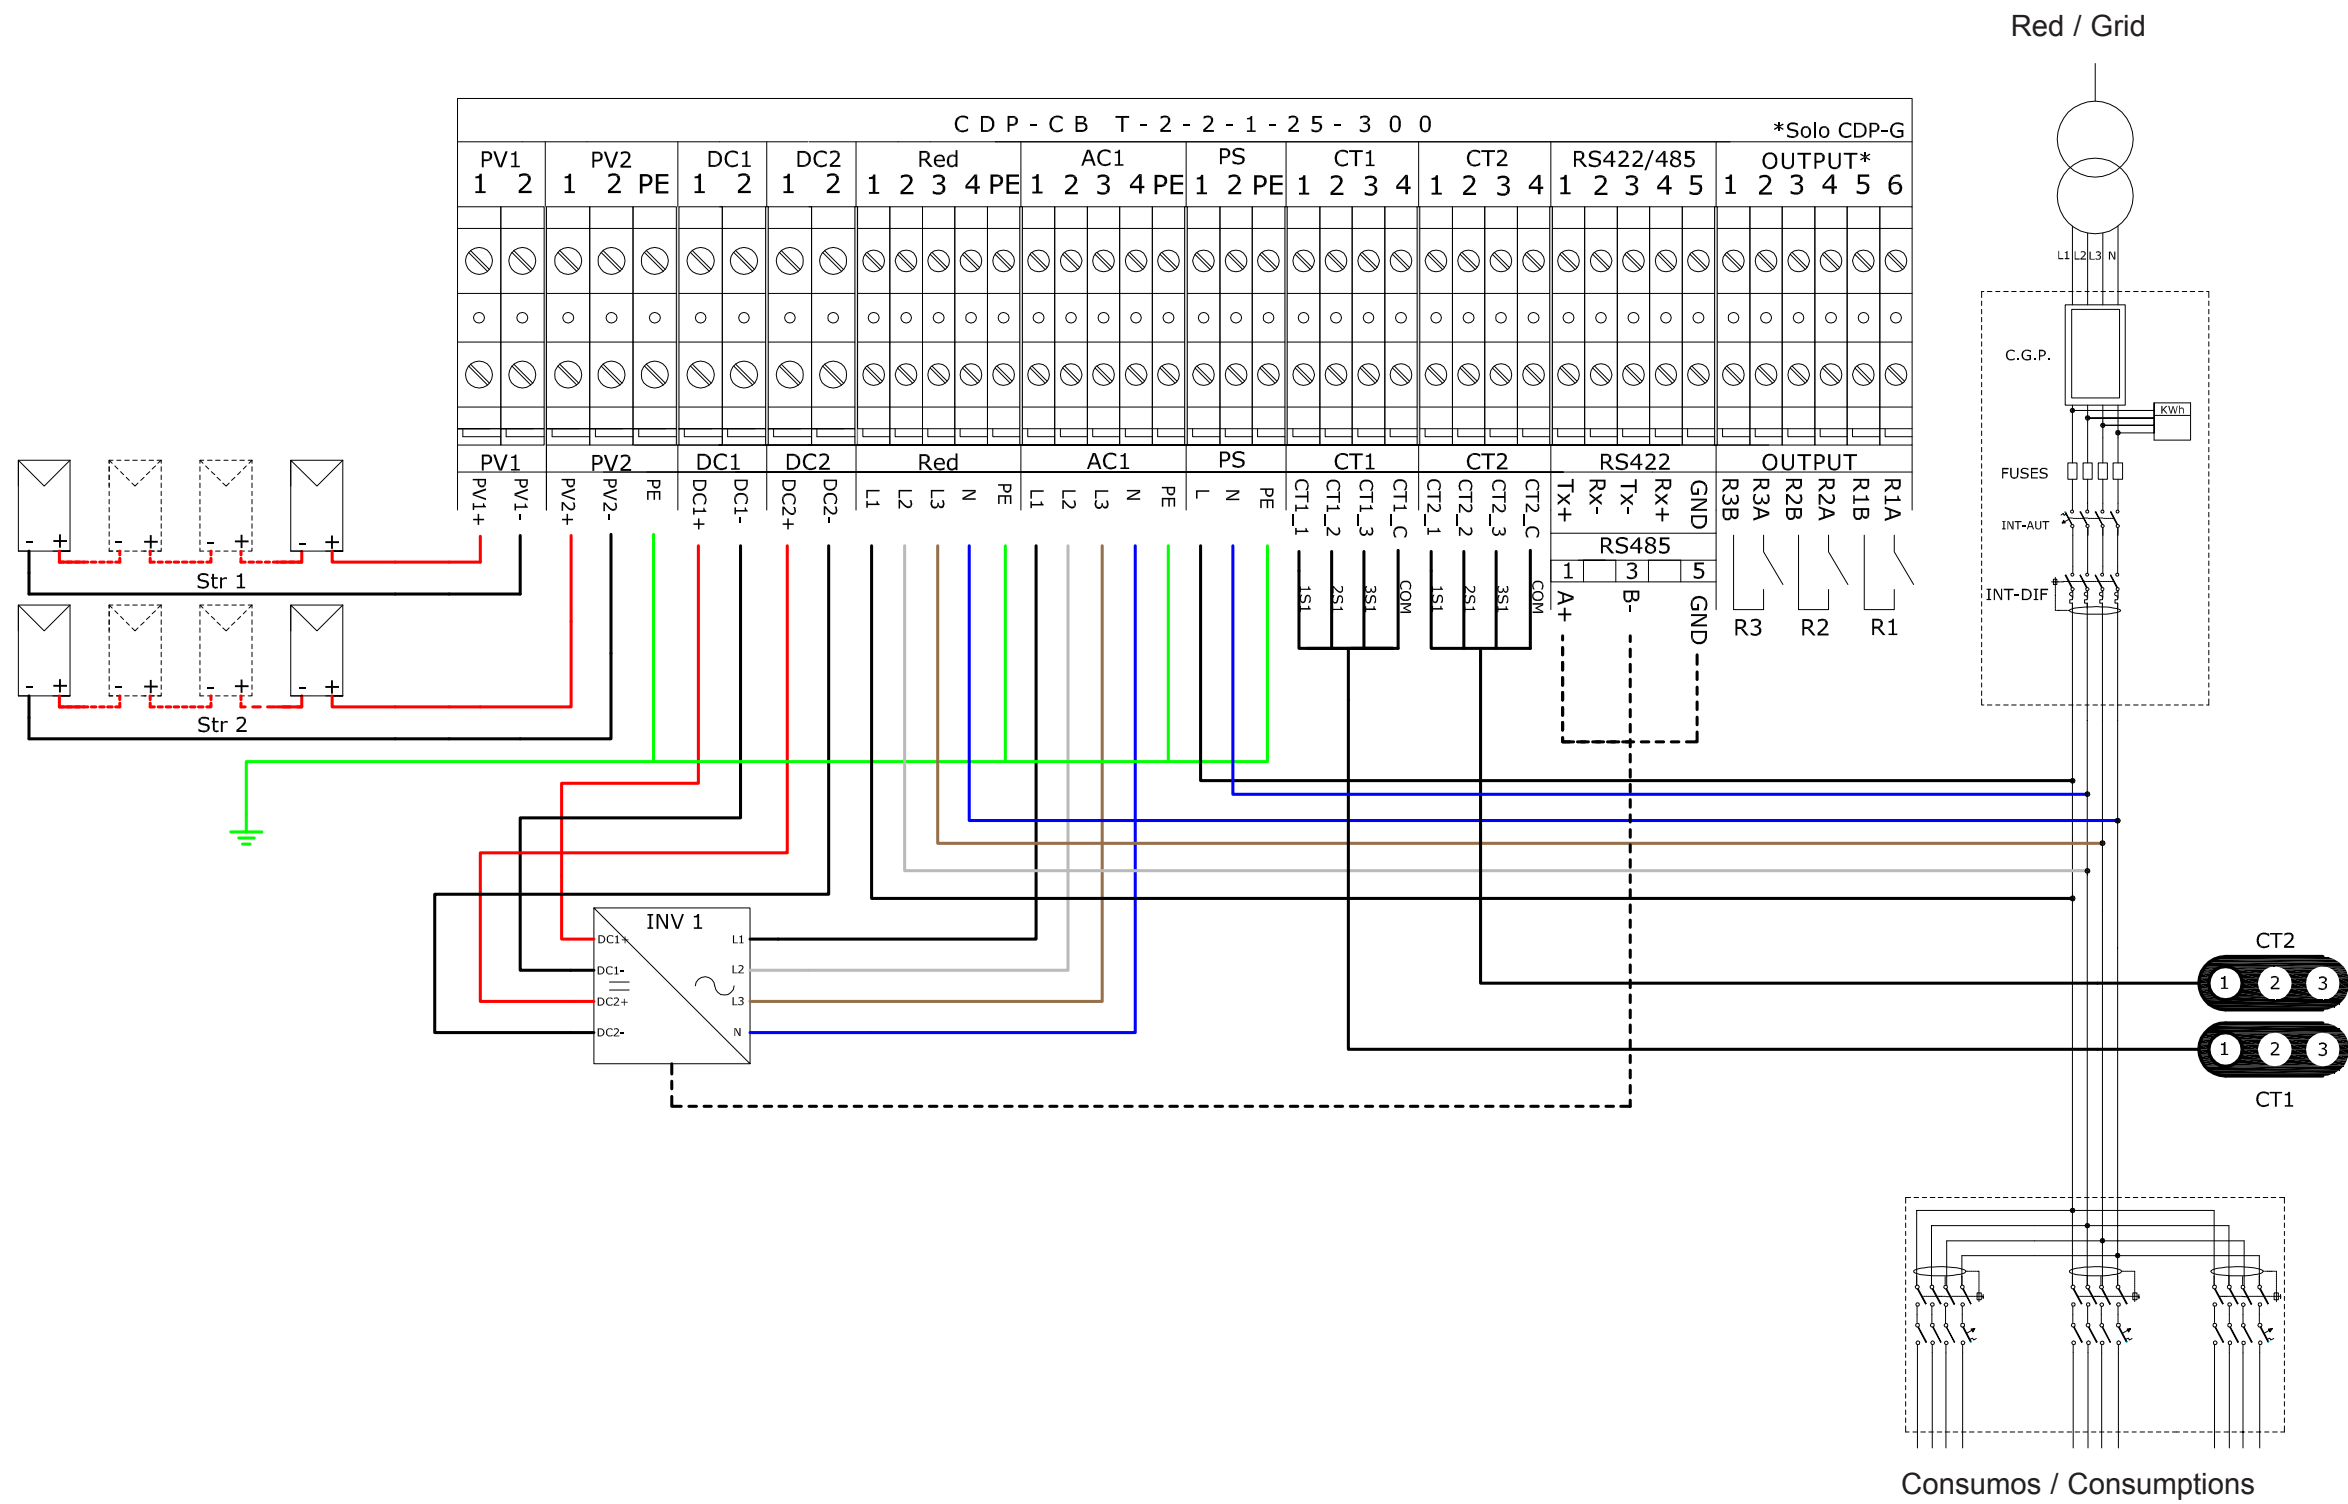 Red / Grid
CDP-CB T-2-2-1-25-300
*Solo CDP-G
PV1 PV2 DC1 DC2 Red AC1 PS CT1 CT2 RS422/485 OUTPUT*
1 2 1 2 PE 1 2 1 2 1 2 3 4 PE 1 2 3 4 PE 1 2 PE 1 2 3 4 1 2 3 4 1 2 3 4 5 1 2 3 4 5 6
L1 L2 L3 N
C.G.P.
KWh
FUSES
INT-AUT
INT-DIF
PV1 PV2 DC1 DC2 Red AC1 PS CT1 CT2 RS422 OUTPUT
PV1+ PV1- PV2+ PV2- PE DC1+ DC1- DC2+ DC2- L1 L2 L3 N PE L1 L2 L3 N PE L N PE CT1_1 CT1_2 CT1_3 CT1_C CT2_1 CT2_2 CT2_3 CT2_C Tx+ Rx- Tx- Rx+ GND R3B R3A R2B R2A R1B R1A
RS485
1 3 5
1S1 2S1 3S1 COM 1S1 2S1 3S1 COM A+ B- GND
R3 R2 R1
- + - + - + - +
Str 1
- + - + - + - +
Str 2
INV 1
DC1+ L1
DC1- L2
DC2+ L3
DC2- N
CT2
1 2 3
1 2 3
CT1
Consumos / Consumptions